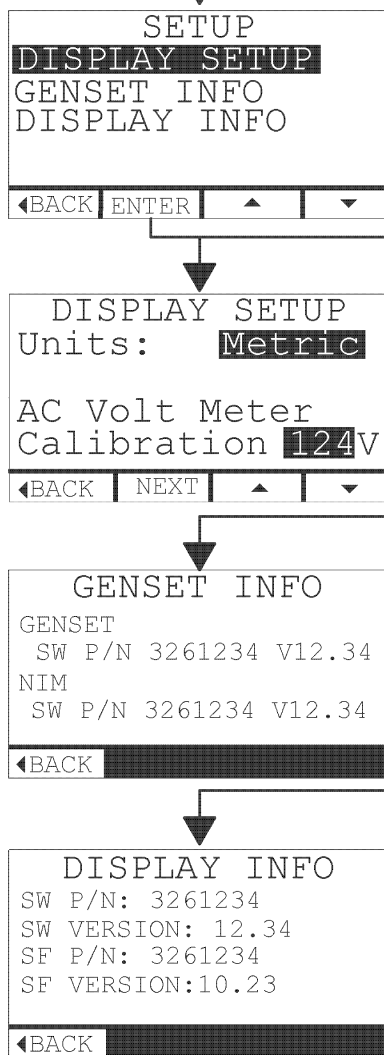 SETUP
DISPLAY SETUP
GENSET INFO
DISPLAY INFO
◀BACK ENTER ▲ ▼
DISPLAY SETUP
Units: Metric
AC Volt Meter
Calibration 124V
◀BACK NEXT ▲ ▼
GENSET INFO
GENSET
SW P/N 3261234 V12.34
NIM
SW P/N 3261234 V12.34
◀BACK
DISPLAY INFO
SW P/N: 3261234
SW VERSION: 12.34
SF P/N: 3261234
SF VERSION:10.23
◀BACK